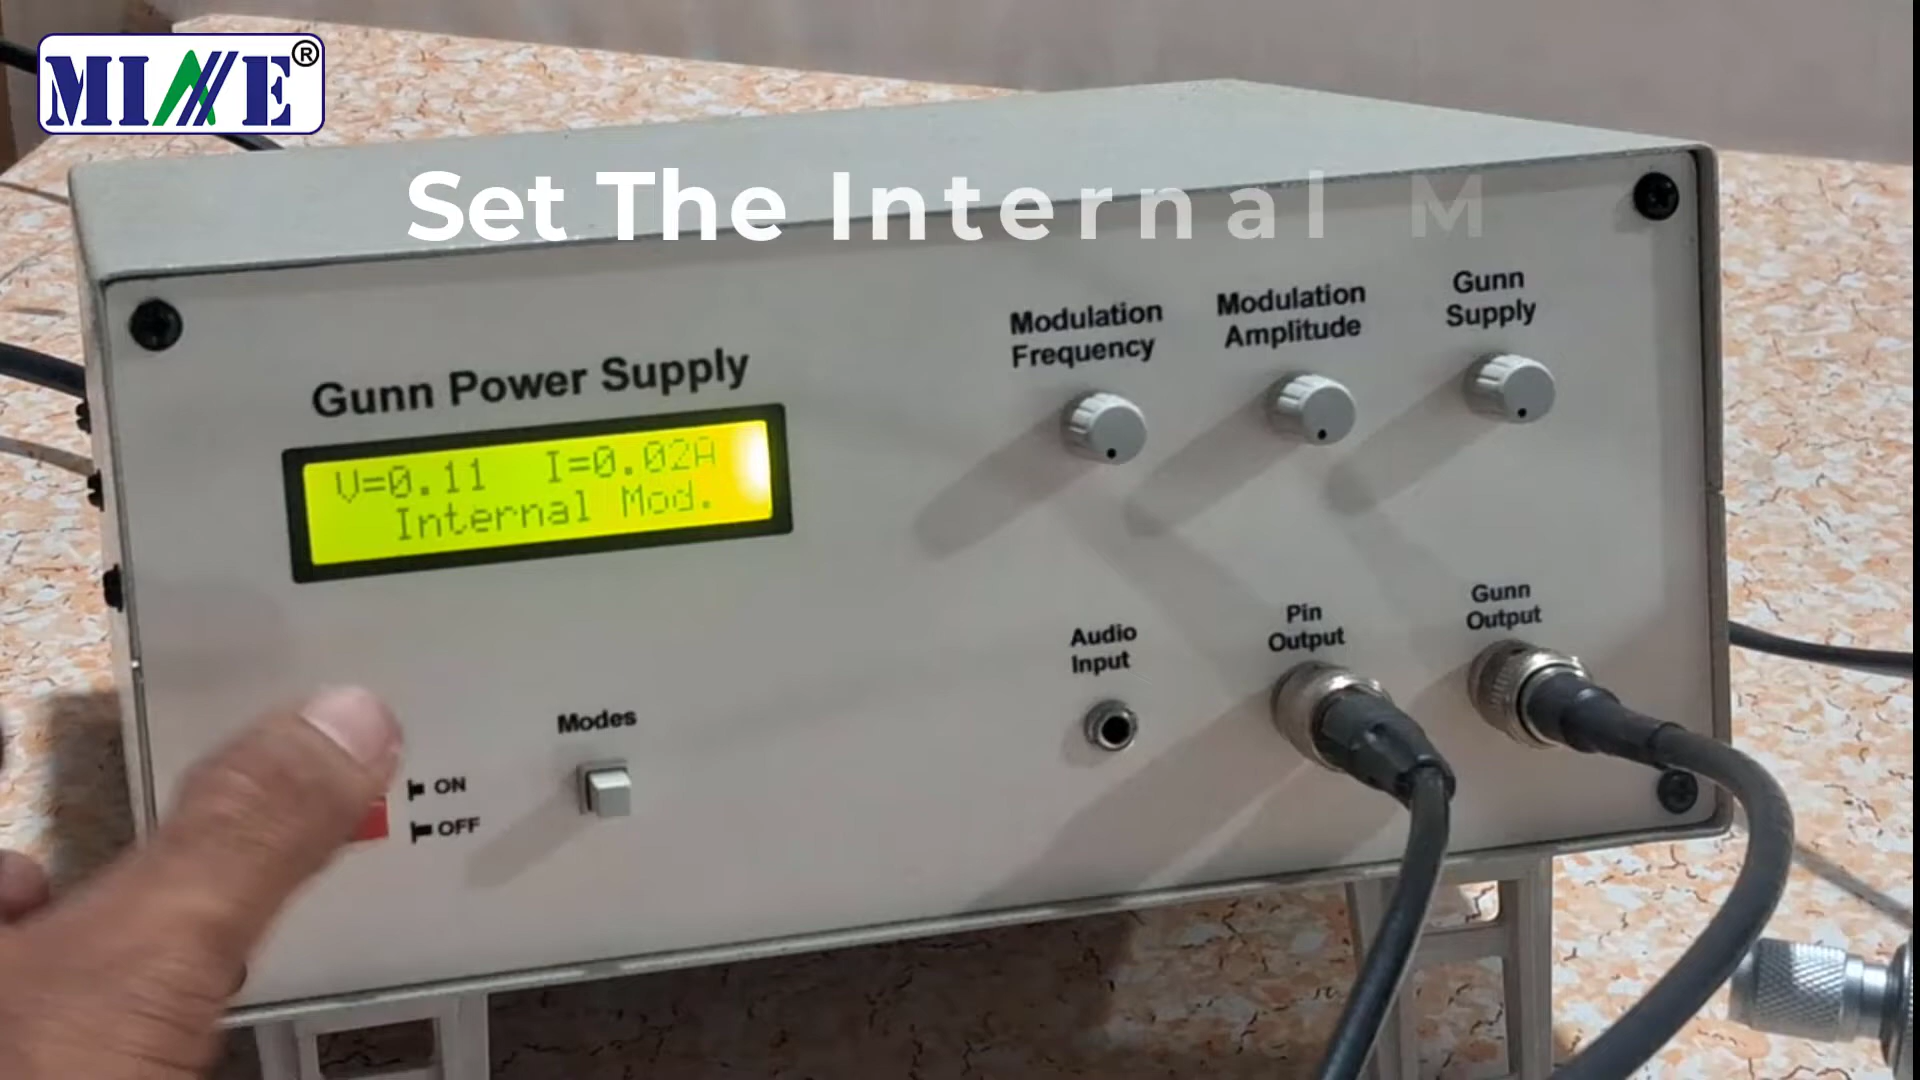 MINE®
Set The Internal M
Gunn Power Supply
V=0.11 I=0.02A
Internal Mod.
Modulation
Frequency
Modulation
Amplitude
Gunn
Supply
Audio
Input
Pin
Output
Gunn
Output
Modes
ON
OFF